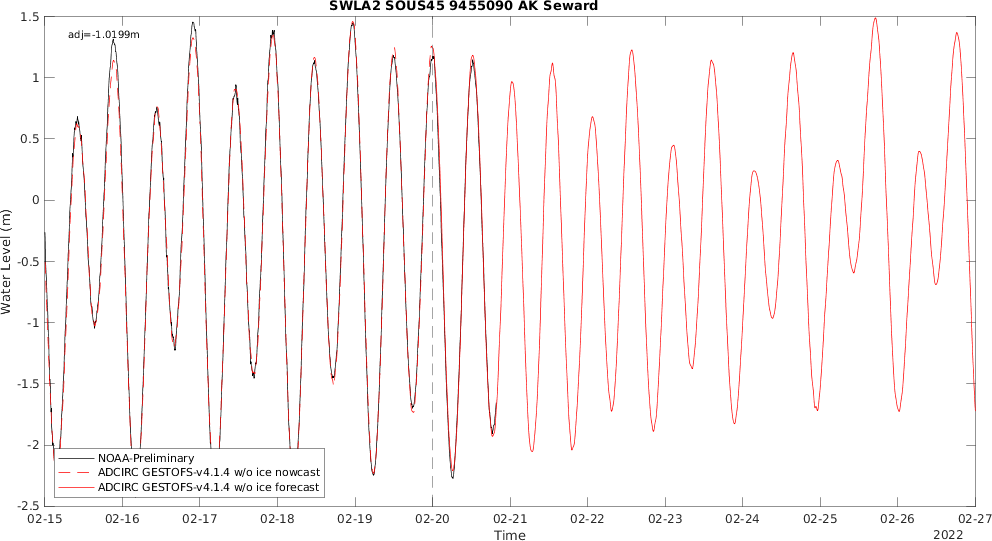 SWLA2 SOUS45 9455090 AK Seward
adj=-1.0199m
1.5
1
0.5
0
-0.5
-1
-1.5
-2
-2.5
Water Level (m)
NOAA-Preliminary
ADCIRC GESTOFS-v4.1.4 w/o ice nowcast
ADCIRC GESTOFS-v4.1.4 w/o ice forecast
02-15 02-16 02-17 02-18 02-19 02-20 02-21 02-22 02-23 02-24 02-25 02-26 02-27
Time
2022